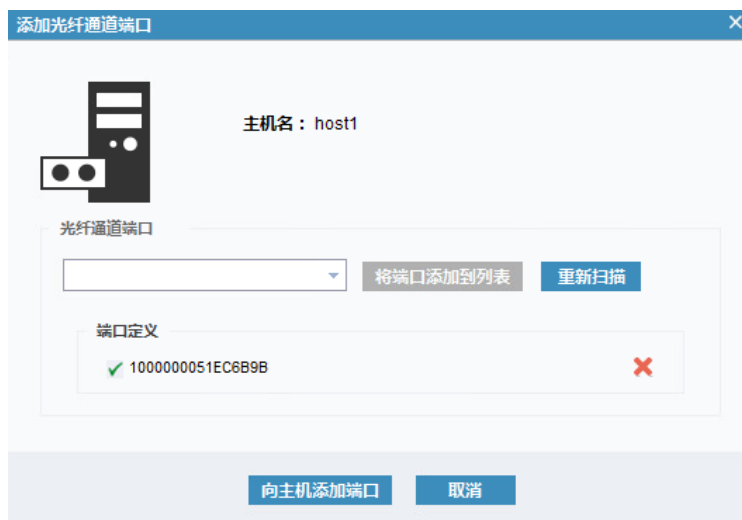 添加光纤通道端口
主机名： host1
光纤通道端口
将端口添加到列表 重新扫描
端口定义
1000000051EC6B9B
向主机添加端口 取消